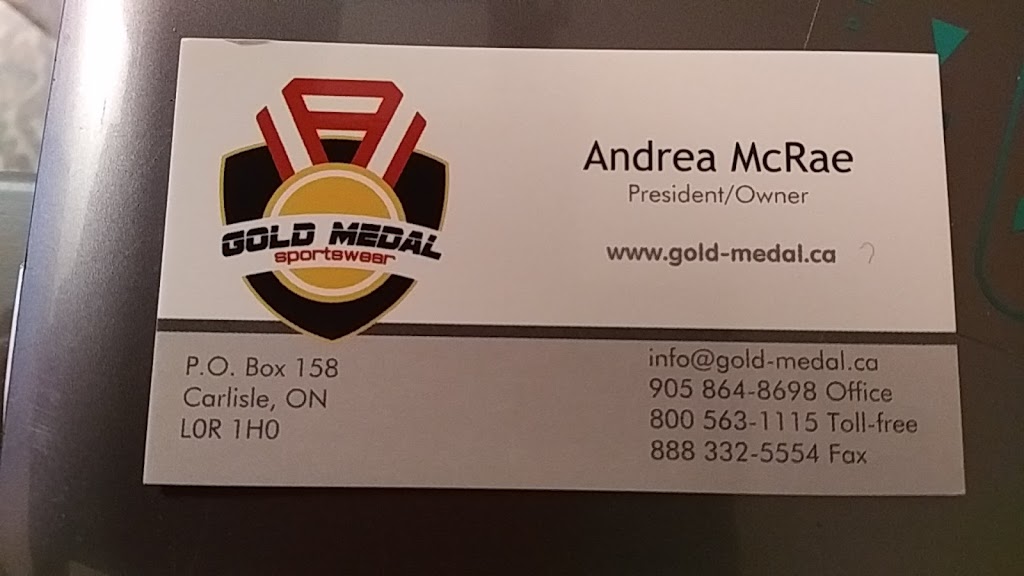 GOLD MEDAL
sportswear
Andrea McRae
President/Owner
www.gold-medal.ca
P.O. Box 158
Carlisle, ON
L0R 1H0
info@gold-medal.ca
905 864-8698 Office
800 563-1115 Toll-free
888 332-5554 Fax